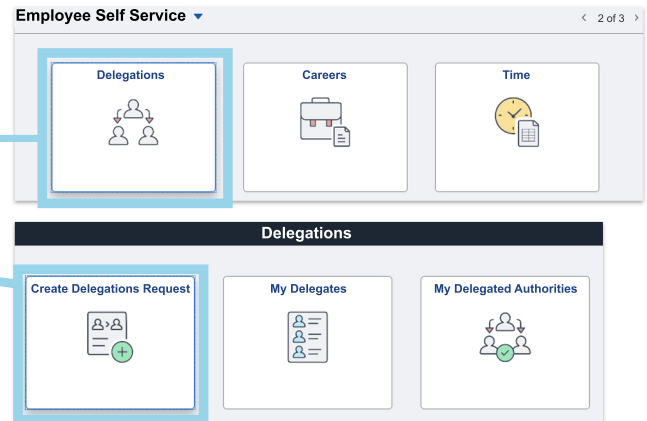 Employee Self Service
2 of 3
Delegations
Careers
Time
Delegations
Create Delegations Request
My Delegates
My Delegated Authorities